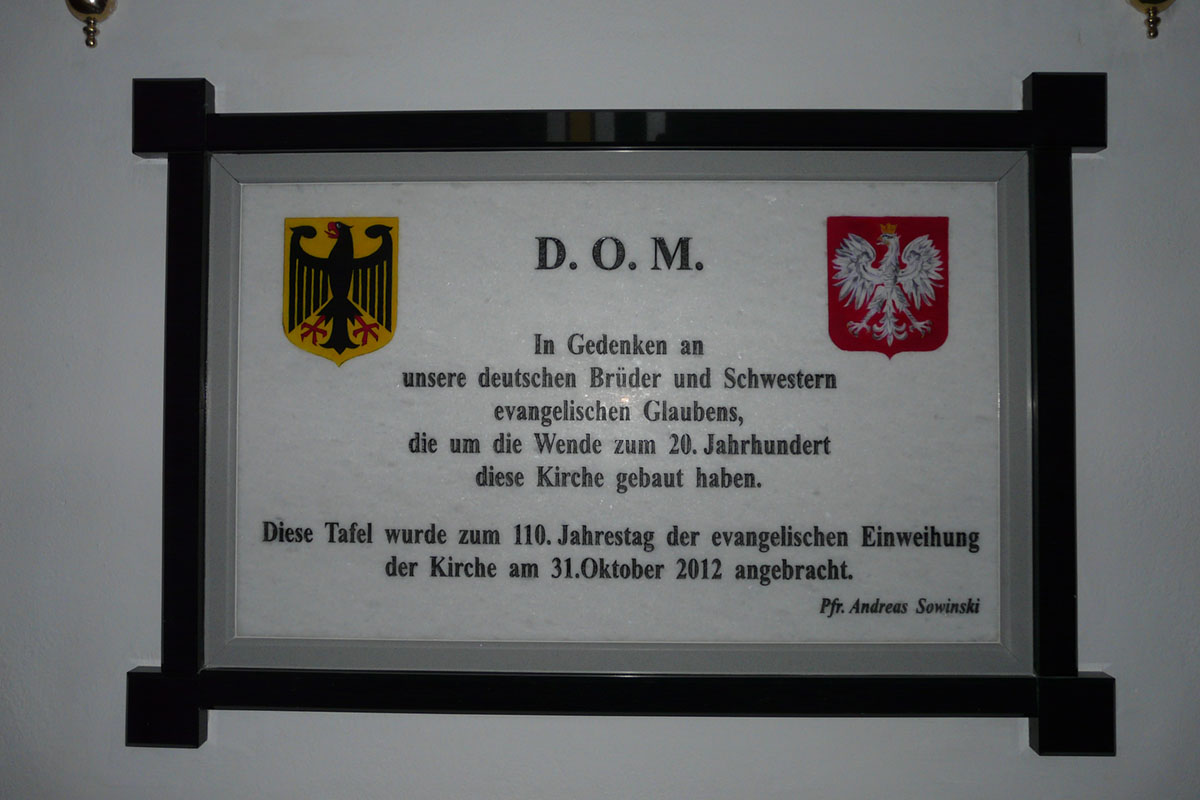 D. O. M.
In Gedenken an
unsere deutschen Brüder und Schwestern
evangelischen Glaubens,
die um die Wende zum 20. Jahrhundert
diese Kirche gebaut haben.
Diese Tafel wurde zum 110. Jahrestag der evangelischen Einweihung
der Kirche am 31.Oktober 2012 angebracht.
Pfr. Andreas Sowinski